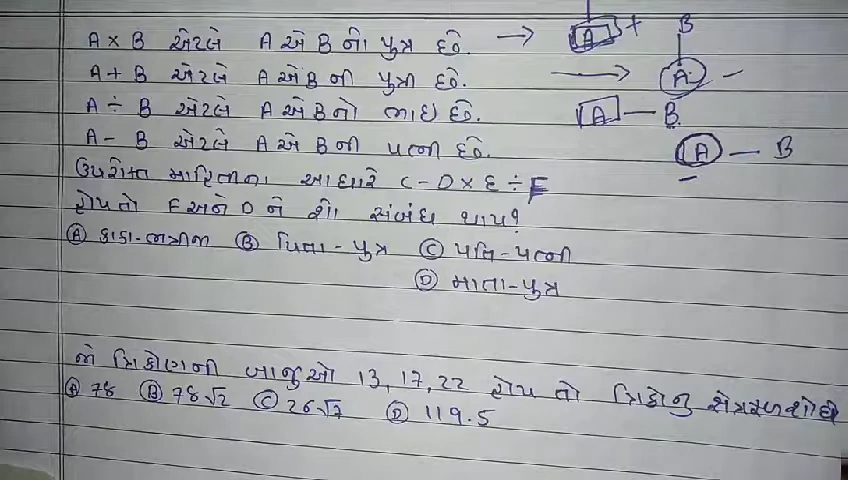 A × B એટલે A એ B નો પુત્ર છે. → A +
A + B એટલે A એ B ની પુત્રી છે. → B A -
A ÷ B એટલે A એ B નો ભાઇ છે. A — B
A - B એટલે A એ B ની પત્ની છે. A — B
ઉપરોક્ત માહિતીના આધારે C - D × E ÷ F
હોય તો F અને D ને શો સંબંધ થાય?
Ⓐ કાકા-ભત્રીજા Ⓑ પિતા-પુત્ર Ⓒ પતિ-પત્ની
Ⓓ માતા-પુત્ર
જો ત્રિકોણની બાજુઓ 13, 17, 22 હોય તો ત્રિકોનુ ક્ષેત્રફળ શોધો
Ⓐ 78 Ⓑ 78√2 Ⓒ 26√7 Ⓓ 119.5